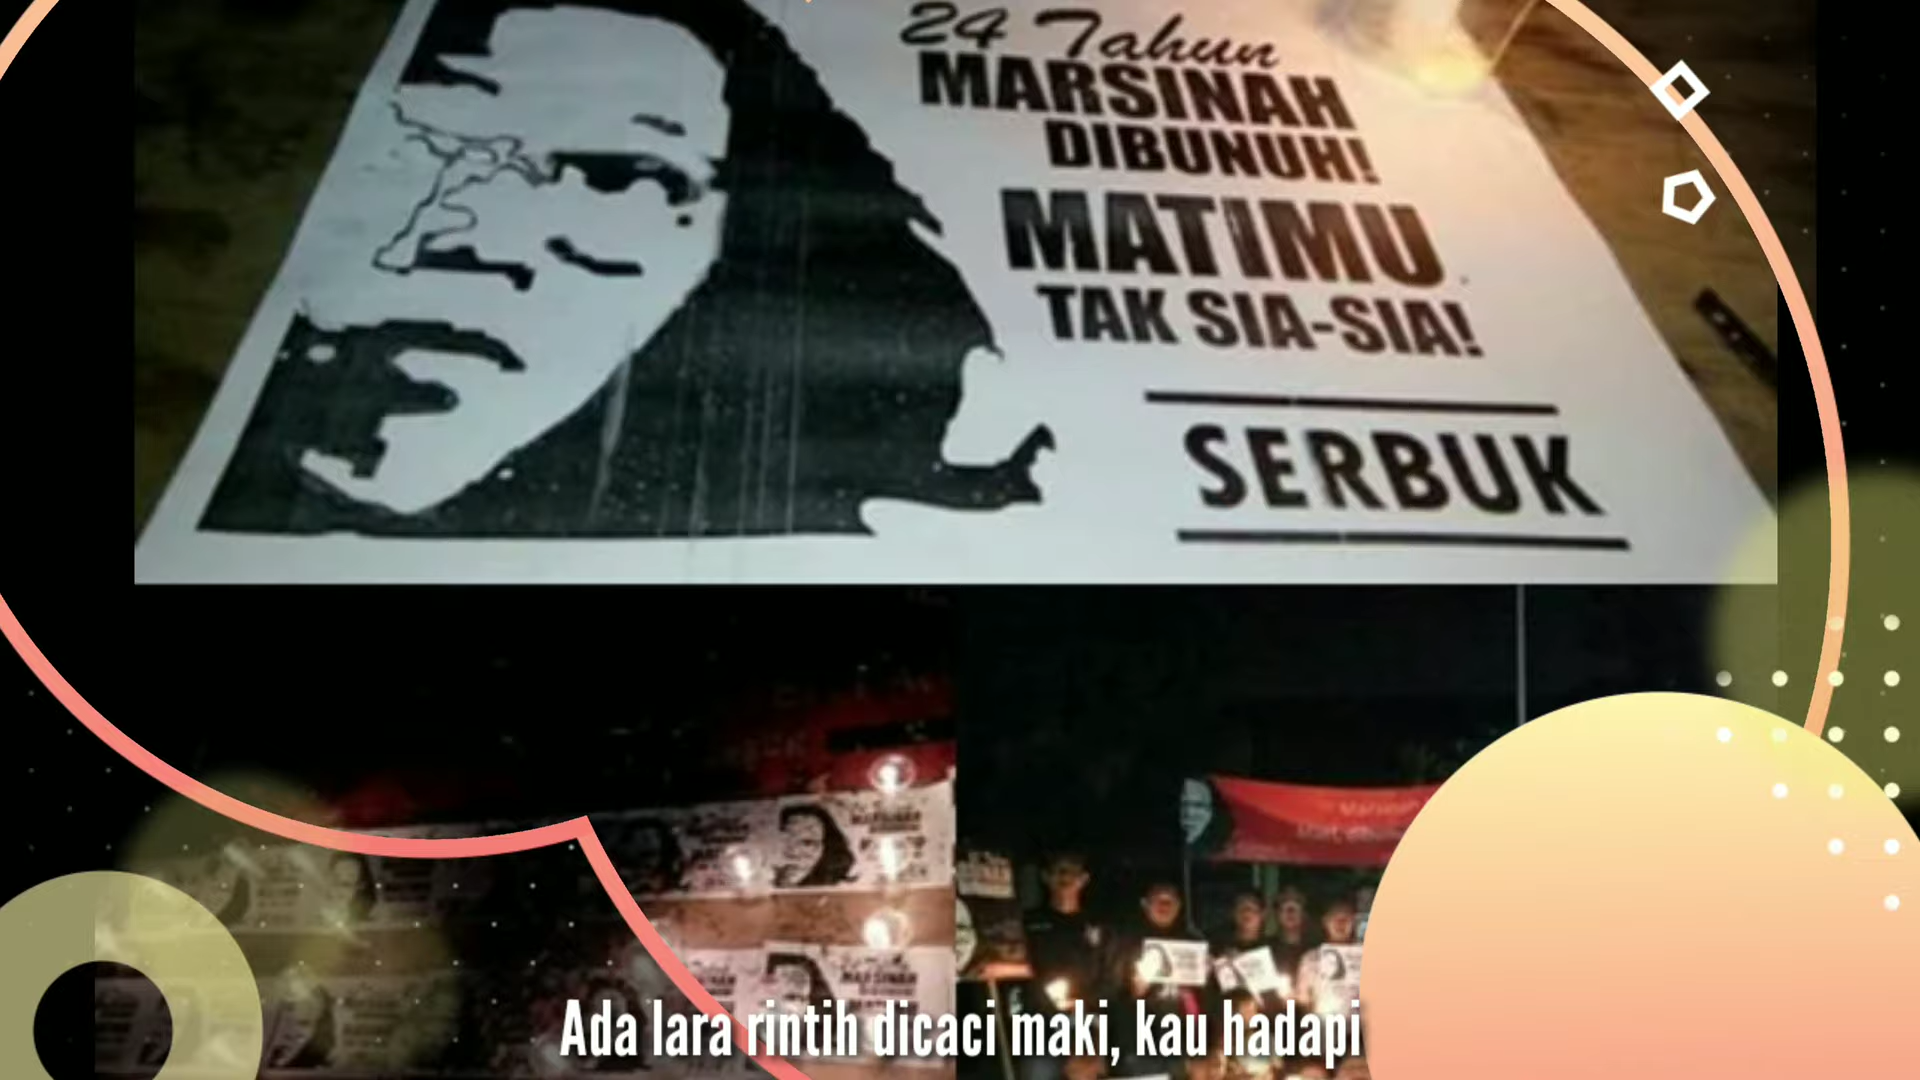 24 Tahun
MARSINAH
DIBUNUH!
MATIMU
TAK SIA-SIA!
SERBUK
Ada lara rintih dicaci maki, kau hadapi